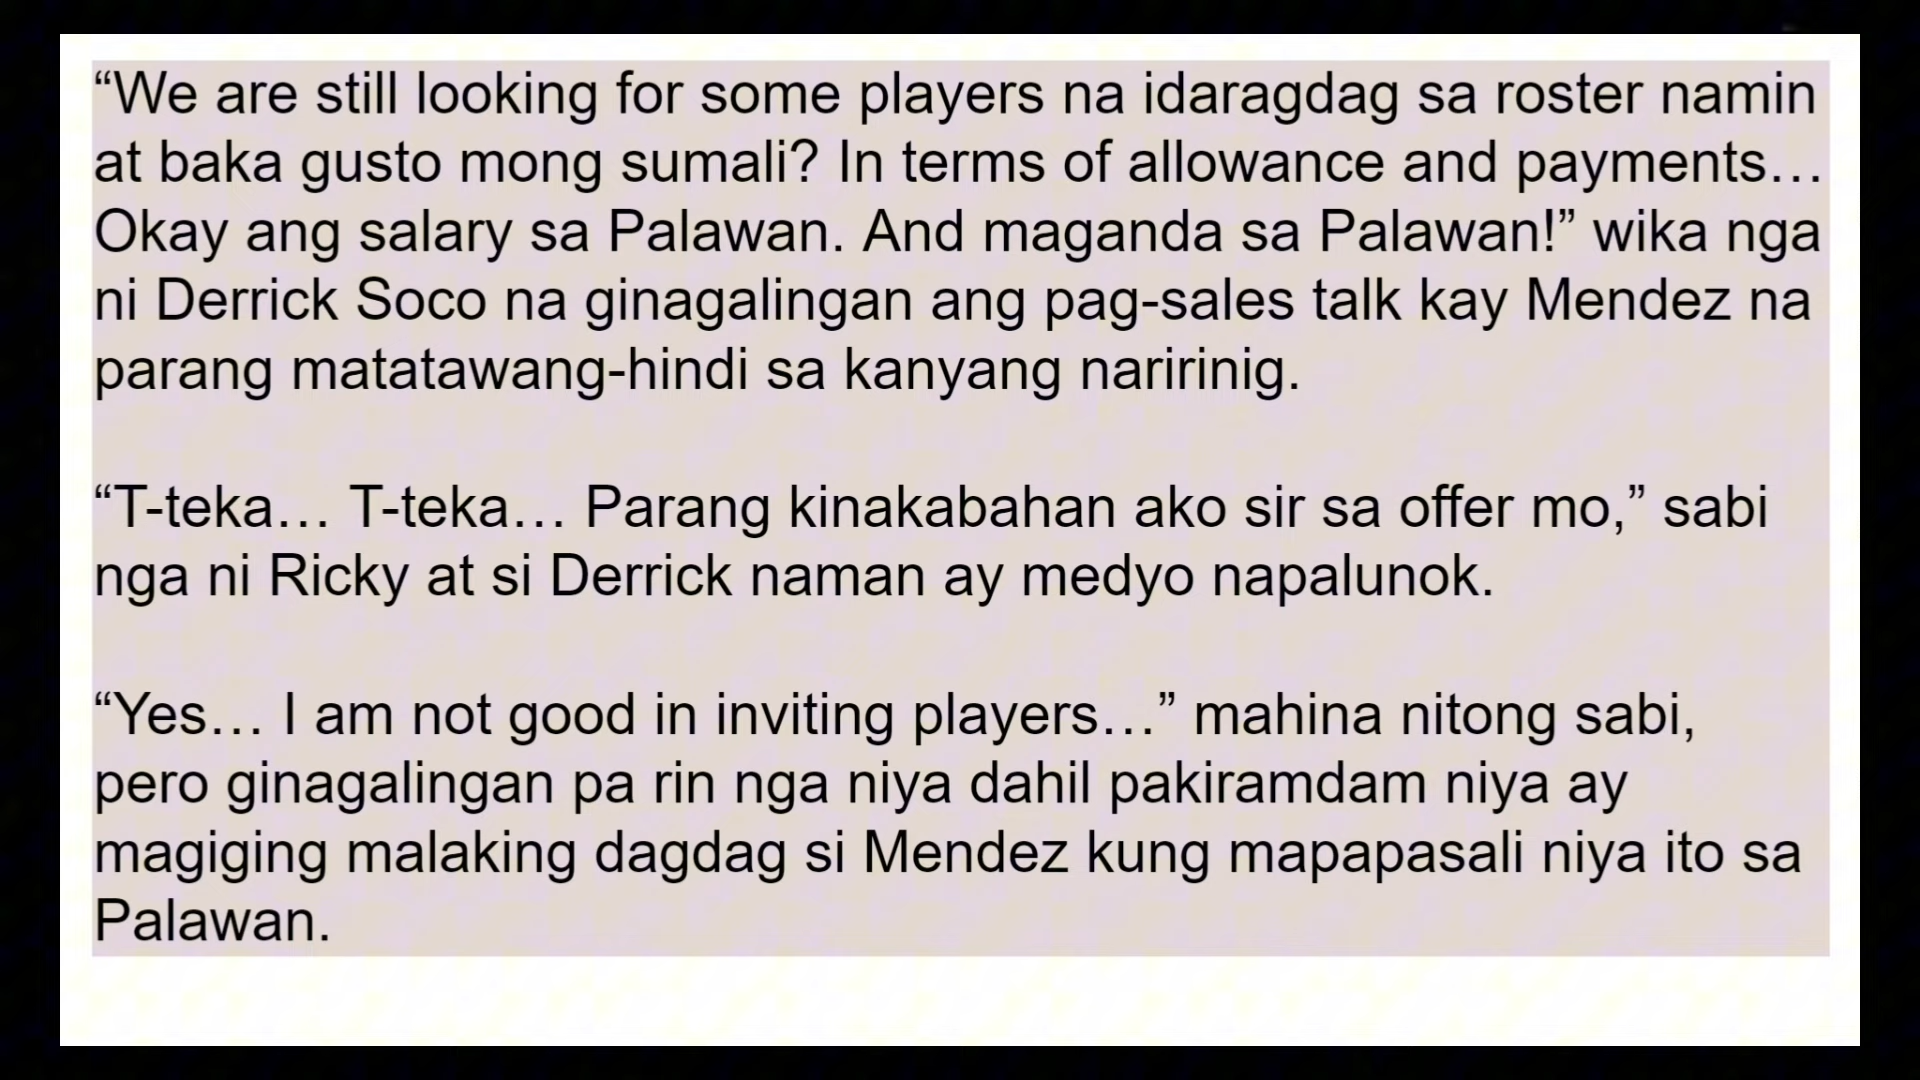 “We are still looking for some players na idaragdag sa roster namin
at baka gusto mong sumali? In terms of allowance and payments…
Okay ang salary sa Palawan. And maganda sa Palawan!” wika nga
ni Derrick Soco na ginagalingan ang pag-sales talk kay Mendez na
parang matatawang-hindi sa kanyang naririnig.
“T-teka… T-teka… Parang kinakabahan ako sir sa offer mo,” sabi
nga ni Ricky at si Derrick naman ay medyo napalunok.
“Yes… I am not good in inviting players…” mahina nitong sabi,
pero ginagalingan pa rin nga niya dahil pakiramdam niya ay
magiging malaking dagdag si Mendez kung mapapasali niya ito sa
Palawan.